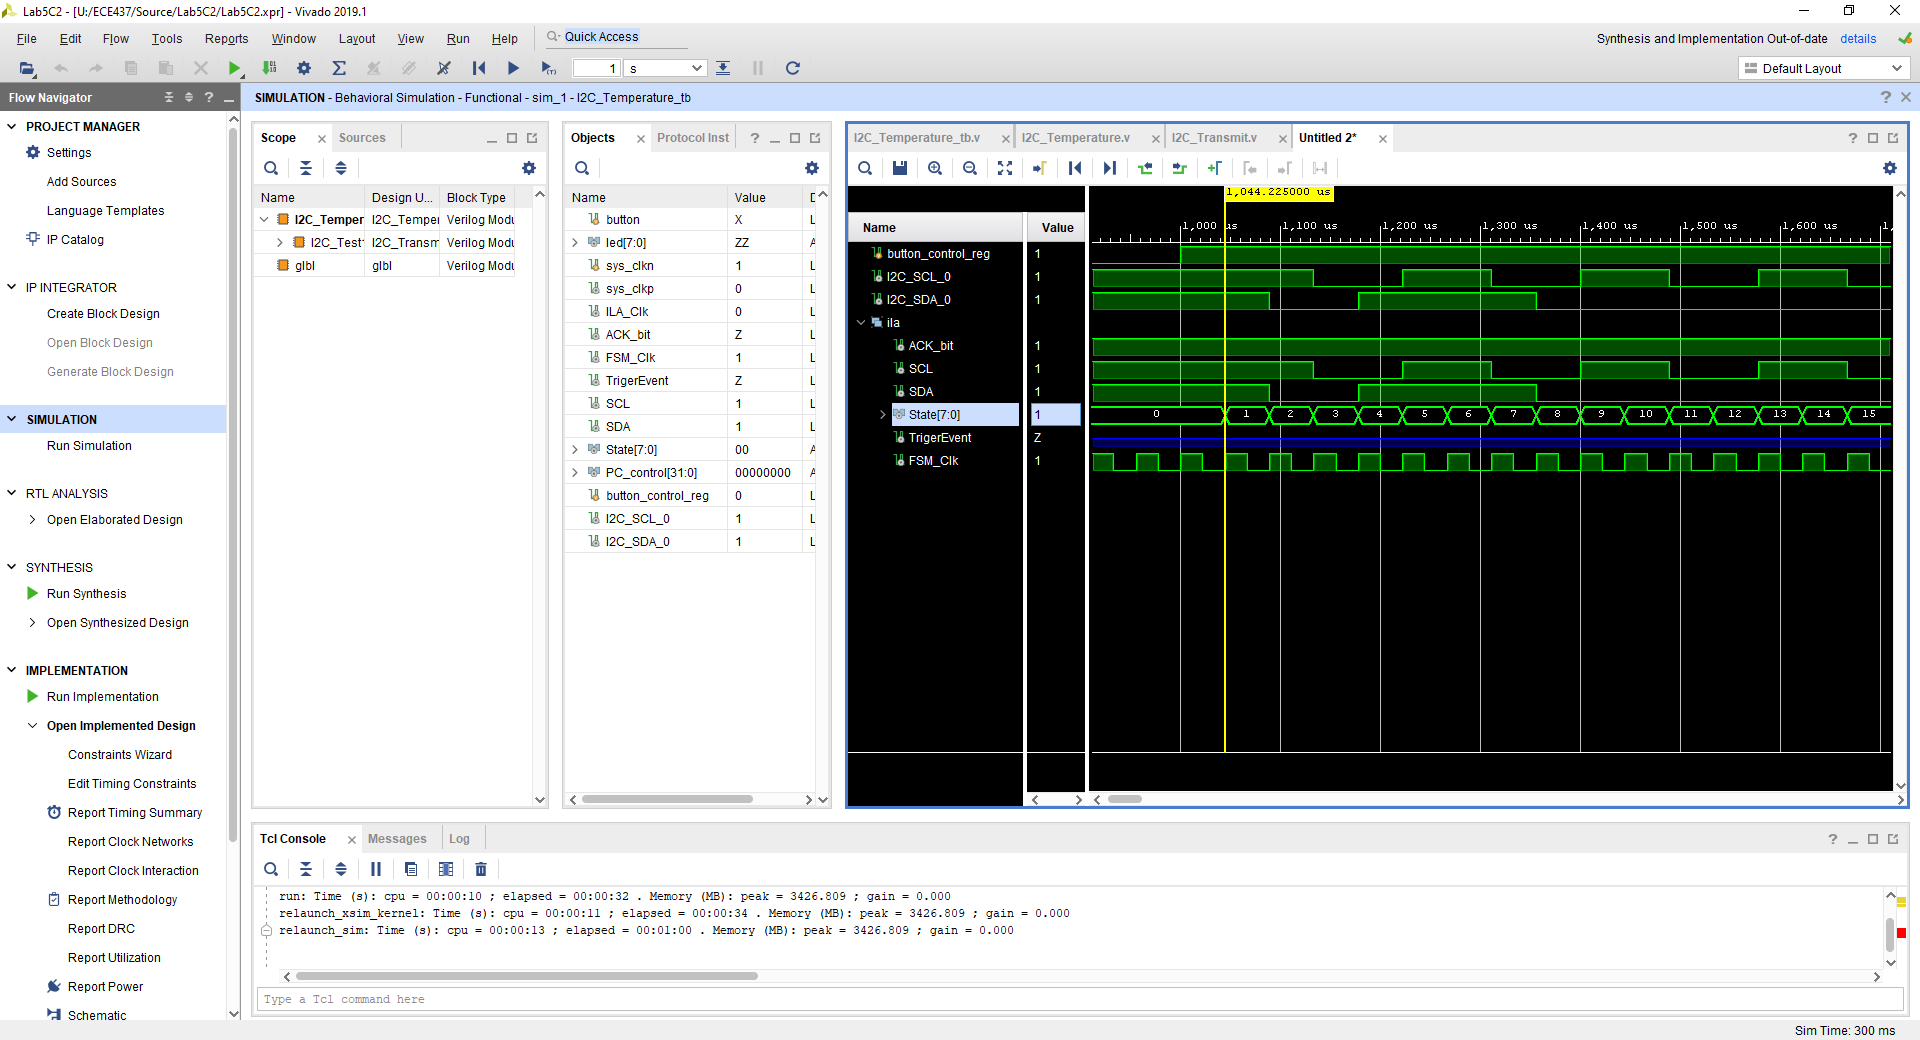 Lab5C2 - [U:/ECE437/Source/Lab5C2/Lab5C2.xpr] - Vivado 2019.1
File Edit Flow Tools Reports Window Layout View Run Help Quick Access
Synthesis and Implementation Out-of-date details
1 s
Default Layout
Flow Navigator
SIMULATION - Behavioral Simulation - Functional - sim_1 - I2C_Temperature_tb
PROJECT MANAGER
Settings
Add Sources
Language Templates
IP Catalog
IP INTEGRATOR
Create Block Design
Open Block Design
Generate Block Design
SIMULATION
Run Simulation
RTL ANALYSIS
Open Elaborated Design
SYNTHESIS
Run Synthesis
Open Synthesized Design
IMPLEMENTATION
Run Implementation
Open Implemented Design
Constraints Wizard
Edit Timing Constraints
Report Timing Summary
Report Clock Networks
Report Clock Interaction
Report Methodology
Report DRC
Report Utilization
Report Power
Schematic
Scope Sources
Name Design U... Block Type
I2C_Temper I2C_Temper Verilog Modu
I2C_Test I2C_Transm Verilog Modu
glbl glbl Verilog Modu
Objects Protocol Inst
Name Value
button X
led[7:0] ZZ
sys_clkn 1
sys_clkp 0
ILA_Clk 0
ACK_bit Z
FSM_Clk 1
TrigerEvent Z
SCL 1
SDA 1
State[7:0] 00
PC_control[31:0] 00000000
button_control_reg 0
I2C_SCL_0 1
I2C_SDA_0 1
I2C_Temperature_tb.v I2C_Temperature.v I2C_Transmit.v Untitled 2*
1,044.225000 us
1,000 us 1,100 us 1,200 us 1,300 us 1,400 us 1,500 us 1,600 us
Name Value
button_control_reg 1
I2C_SCL_0 1
I2C_SDA_0 1
ila
ACK_bit 1
SCL 1
SDA 1
State[7:0] 1 0 1 2 3 4 5 6 7 8 9 10 11 12 13 14 15
TrigerEvent Z
FSM_Clk 1
Tcl Console Messages Log
run: Time (s): cpu = 00:00:10 ; elapsed = 00:00:32 . Memory (MB): peak = 3426.809 ; gain = 0.000
relaunch_xsim_kernel: Time (s): cpu = 00:00:11 ; elapsed = 00:00:34 . Memory (MB): peak = 3426.809 ; gain = 0.000
relaunch_sim: Time (s): cpu = 00:00:13 ; elapsed = 00:01:00 . Memory (MB): peak = 3426.809 ; gain = 0.000
Type a Tcl command here
Sim Time: 300 ms